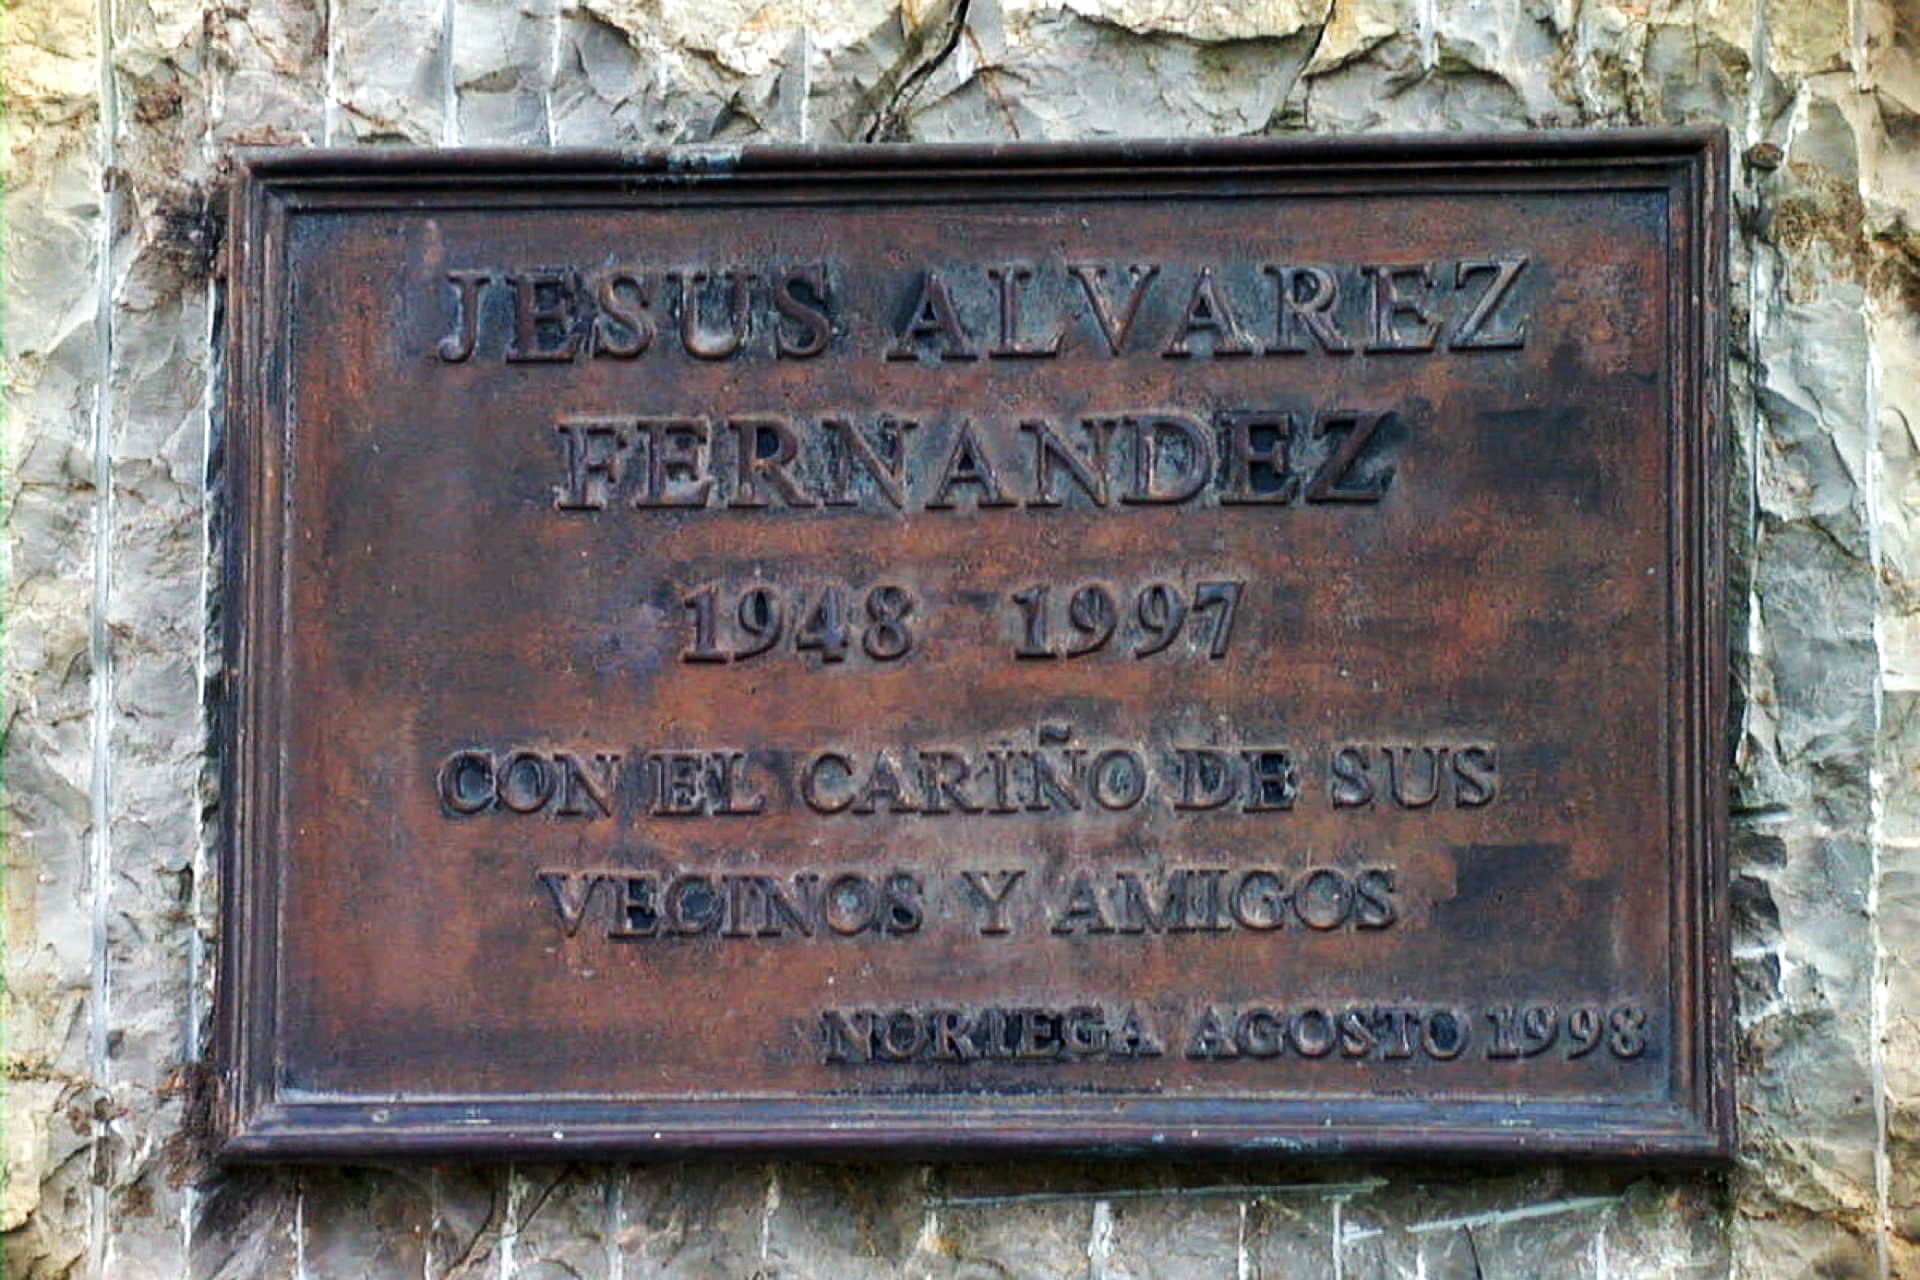 JESUS ALVAREZ
FERNANDEZ
1948 1997
CON EL CARIÑO DE SUS
VECINOS Y AMIGOS
NORIEGA AGOSTO 1998